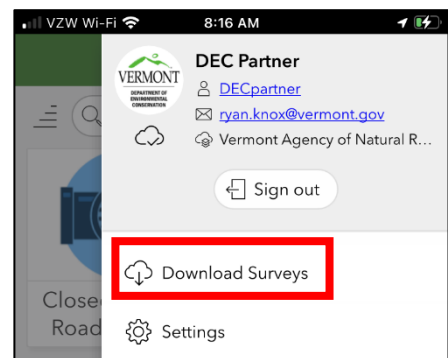 VZW Wi-Fi 8:16 AM
VERMONT
DEPARTMENT OF
ENVIRONMENTAL
CONSERVATION
DEC Partner
DECpartner
ryan.knox@vermont.gov
Vermont Agency of Natural R...
Sign out
Download Surveys
Settings
Close
Road